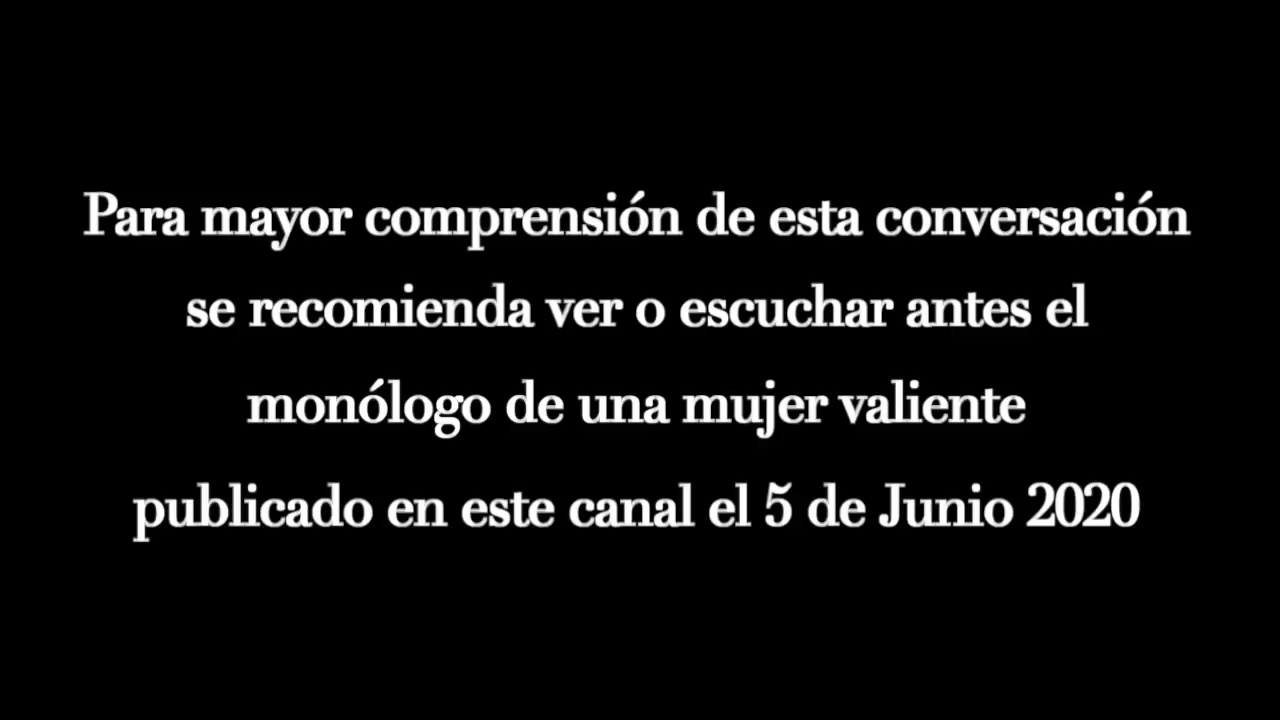 Para mayor comprensión de esta conversación
se recomienda ver o escuchar antes el
monólogo de una mujer valiente
publicado en este canal el 5 de Junio 2020